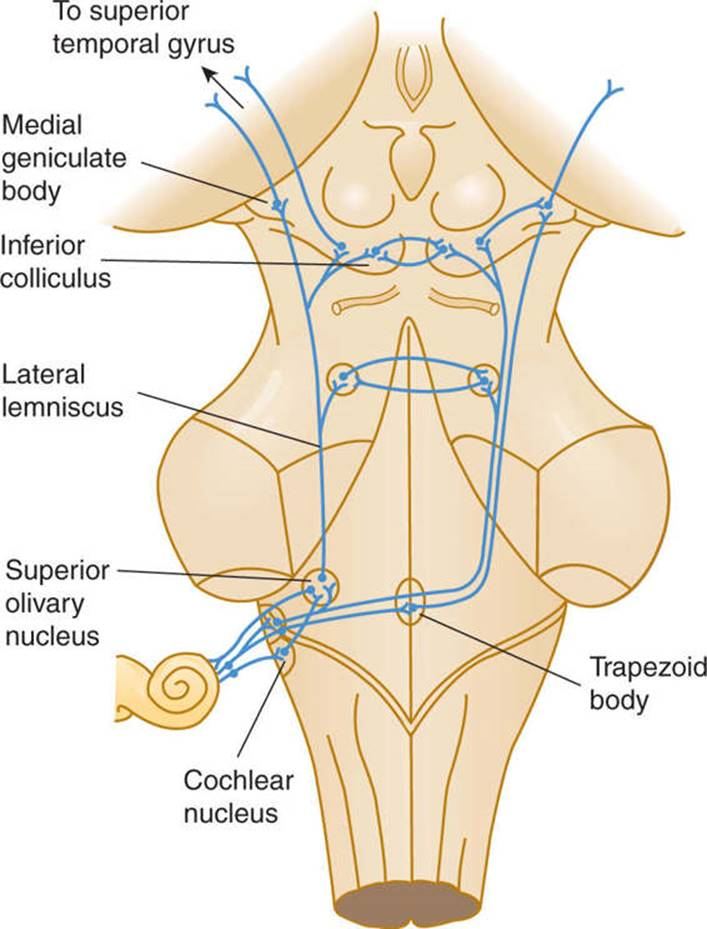 To superior
temporal gyrus
Medial
geniculate
body
Inferior
colliculus
Lateral
lemniscus
Superior
olivary
nucleus
Trapezoid
body
Cochlear
nucleus